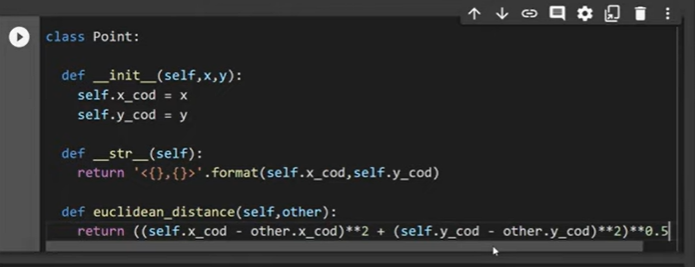 class Point:
def __init__(self,x,y):
self.x_cod = x
self.y_cod = y
def __str__(self):
return '<{},{}>'.format(self.x_cod,self.y_cod)
def euclidean_distance(self,other):
return ((self.x_cod - other.x_cod)**2 + (self.y_cod - other.y_cod)**2)**0.5